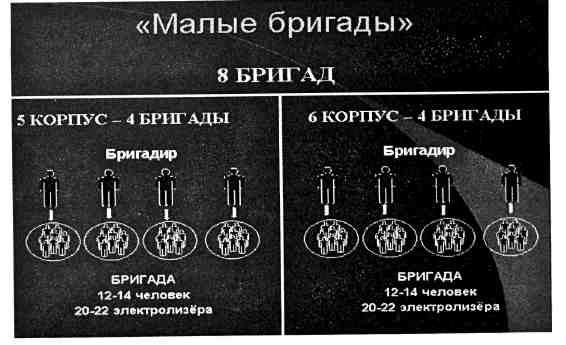 «Малые бригады»
8 БРИГАД
5 КОРПУС – 4 БРИГАДЫ
Бригадир
БРИГАДА
12-14 человек
20-22 электролизёра
6 КОРПУС – 4 БРИГАДЫ
Бригадир
БРИГАДА
12-14 человек
20-22 электролизёра